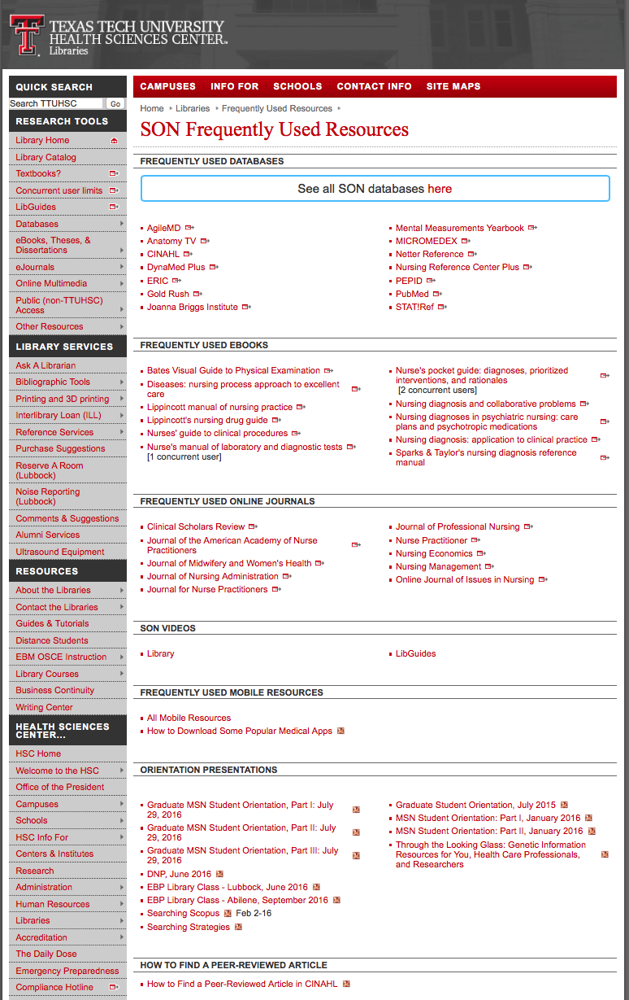 TEXAS TECH UNIVERSITY
HEALTH SCIENCES CENTER™
Libraries
QUICK SEARCH
Search TTUHSC
Go
RESEARCH TOOLS
Library Home
Library Catalog
Textbooks?
Concurrent user limits
LibGuides
Databases
eBooks, Theses, &
Dissertations
eJournals
Online Multimedia
Public (non-TTUHSC)
Access
Other Resources
LIBRARY SERVICES
Ask A Librarian
Bibliographic Tools
Printing and 3D printing
Interlibrary Loan (ILL)
Reference Services
Purchase Suggestions
Reserve A Room
(Lubbock)
Noise Reporting
(Lubbock)
Comments & Suggestions
Alumni Services
Ultrasound Equipment
RESOURCES
About the Libraries
Contact the Libraries
Guides & Tutorials
Distance Students
EBM OSCE Instruction
Library Courses
Business Continuity
Writing Center
HEALTH SCIENCES
CENTER...
HSC Home
Welcome to the HSC
Office of the President
Campuses
Schools
HSC Info For
Centers & Institutes
Research
Administration
Human Resources
Libraries
Accreditation
The Daily Dose
Emergency Preparedness
Compliance Hotline
CAMPUSES INFO FOR SCHOOLS CONTACT INFO SITE MAPS
Home Libraries Frequently Used Resources
SON Frequently Used Resources
FREQUENTLY USED DATABASES
See all SON databases here
AgileMD
Anatomy TV
CINAHL
DynaMed Plus
ERIC
Gold Rush
Joanna Briggs Institute
Mental Measurements Yearbook
MICROMEDEX
Netter Reference
Nursing Reference Center Plus
PEPID
PubMed
STAT!Ref
FREQUENTLY USED EBOOKS
Bates Visual Guide to Physical Examination
Diseases: nursing process approach to excellent
care
Lippincott manual of nursing practice
Lippincott's nursing drug guide
Nurses' guide to clinical procedures
Nurse's manual of laboratory and diagnostic tests
[1 concurrent user]
Nurse's pocket guide: diagnoses, prioritized
interventions, and rationales
[2 concurrent users]
Nursing diagnosis and collaborative problems
Nursing diagnoses in psychiatric nursing: care
plans and psychotropic medications
Nursing diagnosis: application to clinical practice
Sparks & Taylor's nursing diagnosis reference
manual
FREQUENTLY USED ONLINE JOURNALS
Clinical Scholars Review
Journal of the American Academy of Nurse
Practitioners
Journal of Midwifery and Women's Health
Journal of Nursing Administration
Journal for Nurse Practitioners
Journal of Professional Nursing
Nurse Practitioner
Nursing Economics
Nursing Management
Online Journal of Issues in Nursing
SON VIDEOS
Library
LibGuides
FREQUENTLY USED MOBILE RESOURCES
All Mobile Resources
How to Download Some Popular Medical Apps
ORIENTATION PRESENTATIONS
Graduate MSN Student Orientation, Part I: July
29, 2016
Graduate MSN Student Orientation, Part II: July
29, 2016
Graduate MSN Student Orientation, Part III: July
29, 2016
DNP, June 2016
EBP Library Class - Lubbock, June 2016
EBP Library Class - Abilene, September 2016
Searching Scopus Feb 2-16
Searching Strategies
Graduate Student Orientation, July 2015
MSN Student Orientation: Part I, January 2016
MSN Student Orientation: Part II, January 2016
Through the Looking Glass: Genetic Information
Resources for You, Health Care Professionals,
and Researchers
HOW TO FIND A PEER-REVIEWED ARTICLE
How to Find a Peer-Reviewed Article in CINAHL